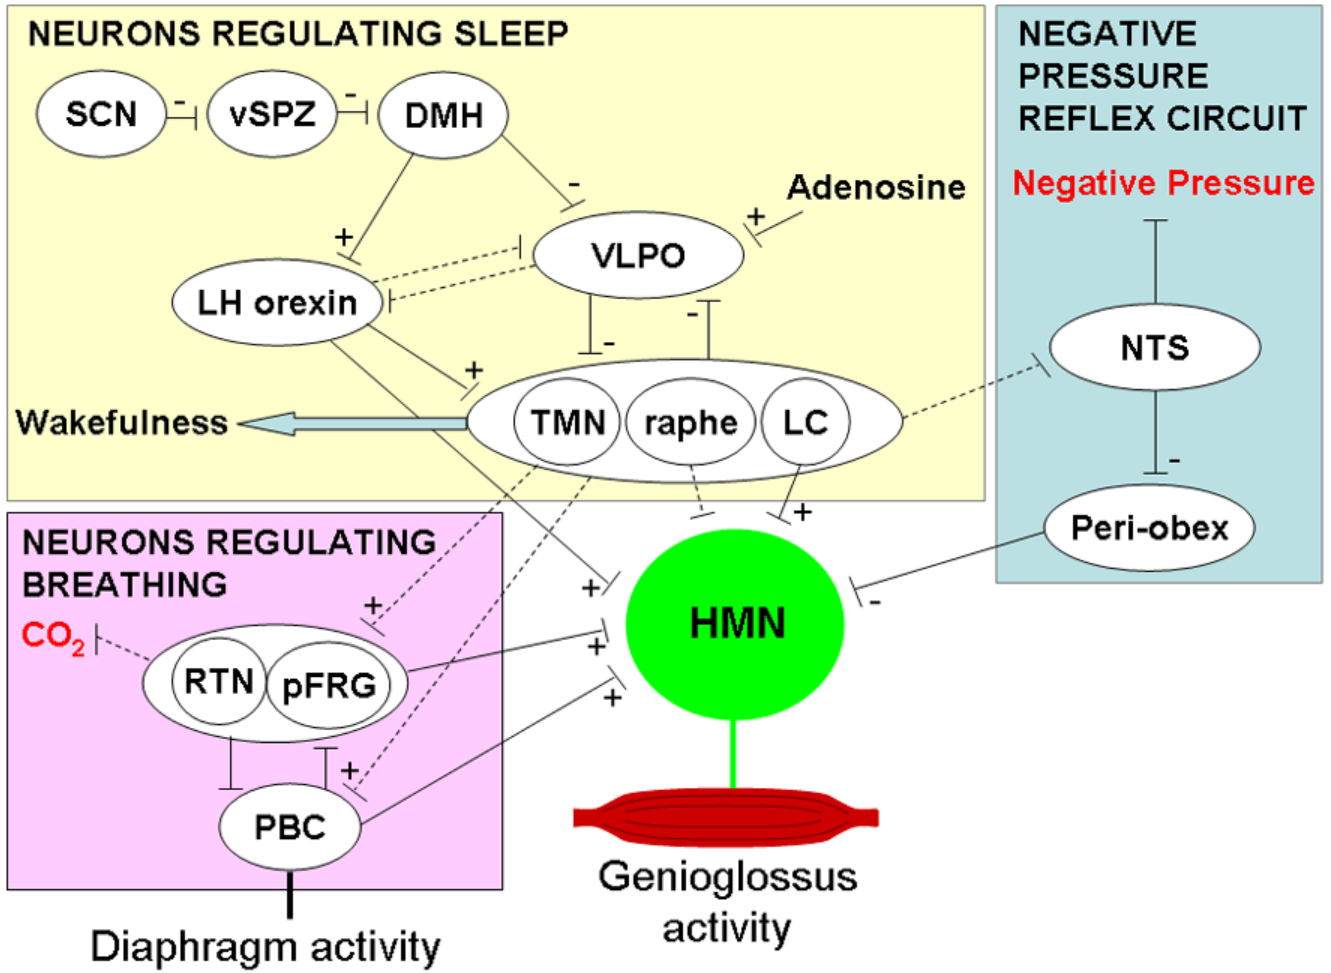 NEURONS REGULATING SLEEP
SCN
-
vSPZ
-
DMH
-
+
Adenosine
+
VLPO
LH orexin
-
-
+
Wakefulness
TMN
raphe
LC
+
NEGATIVE
PRESSURE
REFLEX CIRCUIT
Negative Pressure
NTS
-
Peri-obex
-
NEURONS REGULATING
BREATHING
CO₂
+
RTN
pFRG
+
PBC
+
+
+
HMN
Genioglossus
activity
Diaphragm activity